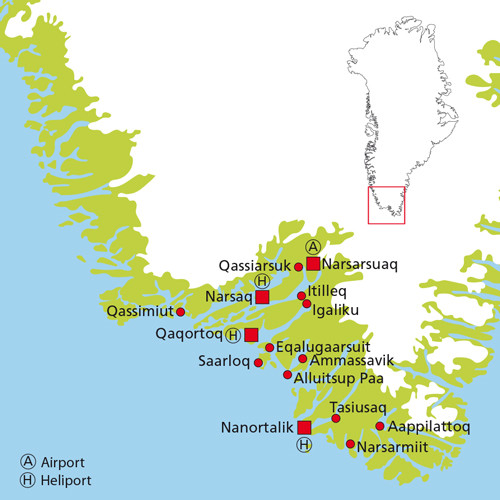 Ⓐ
Qassiarsuk
Narsarsuaq
Ⓗ
Narsaq
Itilleq
Igaliku
Qassimiut
Qaqortoq Ⓗ
Eqalugaarsuit
Saarloq
Ammassavik
Alluitsup Paa
Tasiusaq
Nanortalik
Aappilattoq
Ⓗ
Narsarmiit
Ⓐ Airport
Ⓗ Heliport